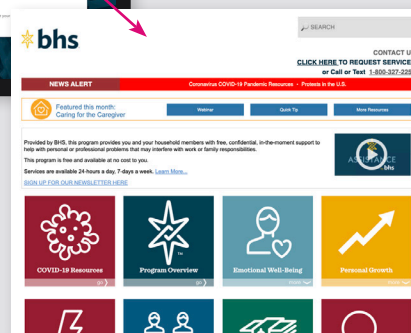 bhs
SEARCH
CONTACT U
CLICK HERE TO REQUEST SERVICE
or Call or Text 1-800-327-225
NEWS ALERT
Coronavirus COVID-19 Pandemic Resources • Protests in the U.S.
Featured this month:
Caring for the Caregiver
Webinar
Quick Tip
More Resources
Provided by BHS, this program provides you and your household members with free, confidential, in-the-moment support to
help with personal or professional problems that may interfere with work or family responsibilities.
This program is free and available at no cost to you.
Services are available 24-hours a day, 7-days a week. Learn More...
SIGN UP FOR OUR NEWSLETTER HERE
ASSISTANCE
bhs
COVID-19 Resources
go
Program Overview
go
Emotional Well-Being
more
Personal Growth
more